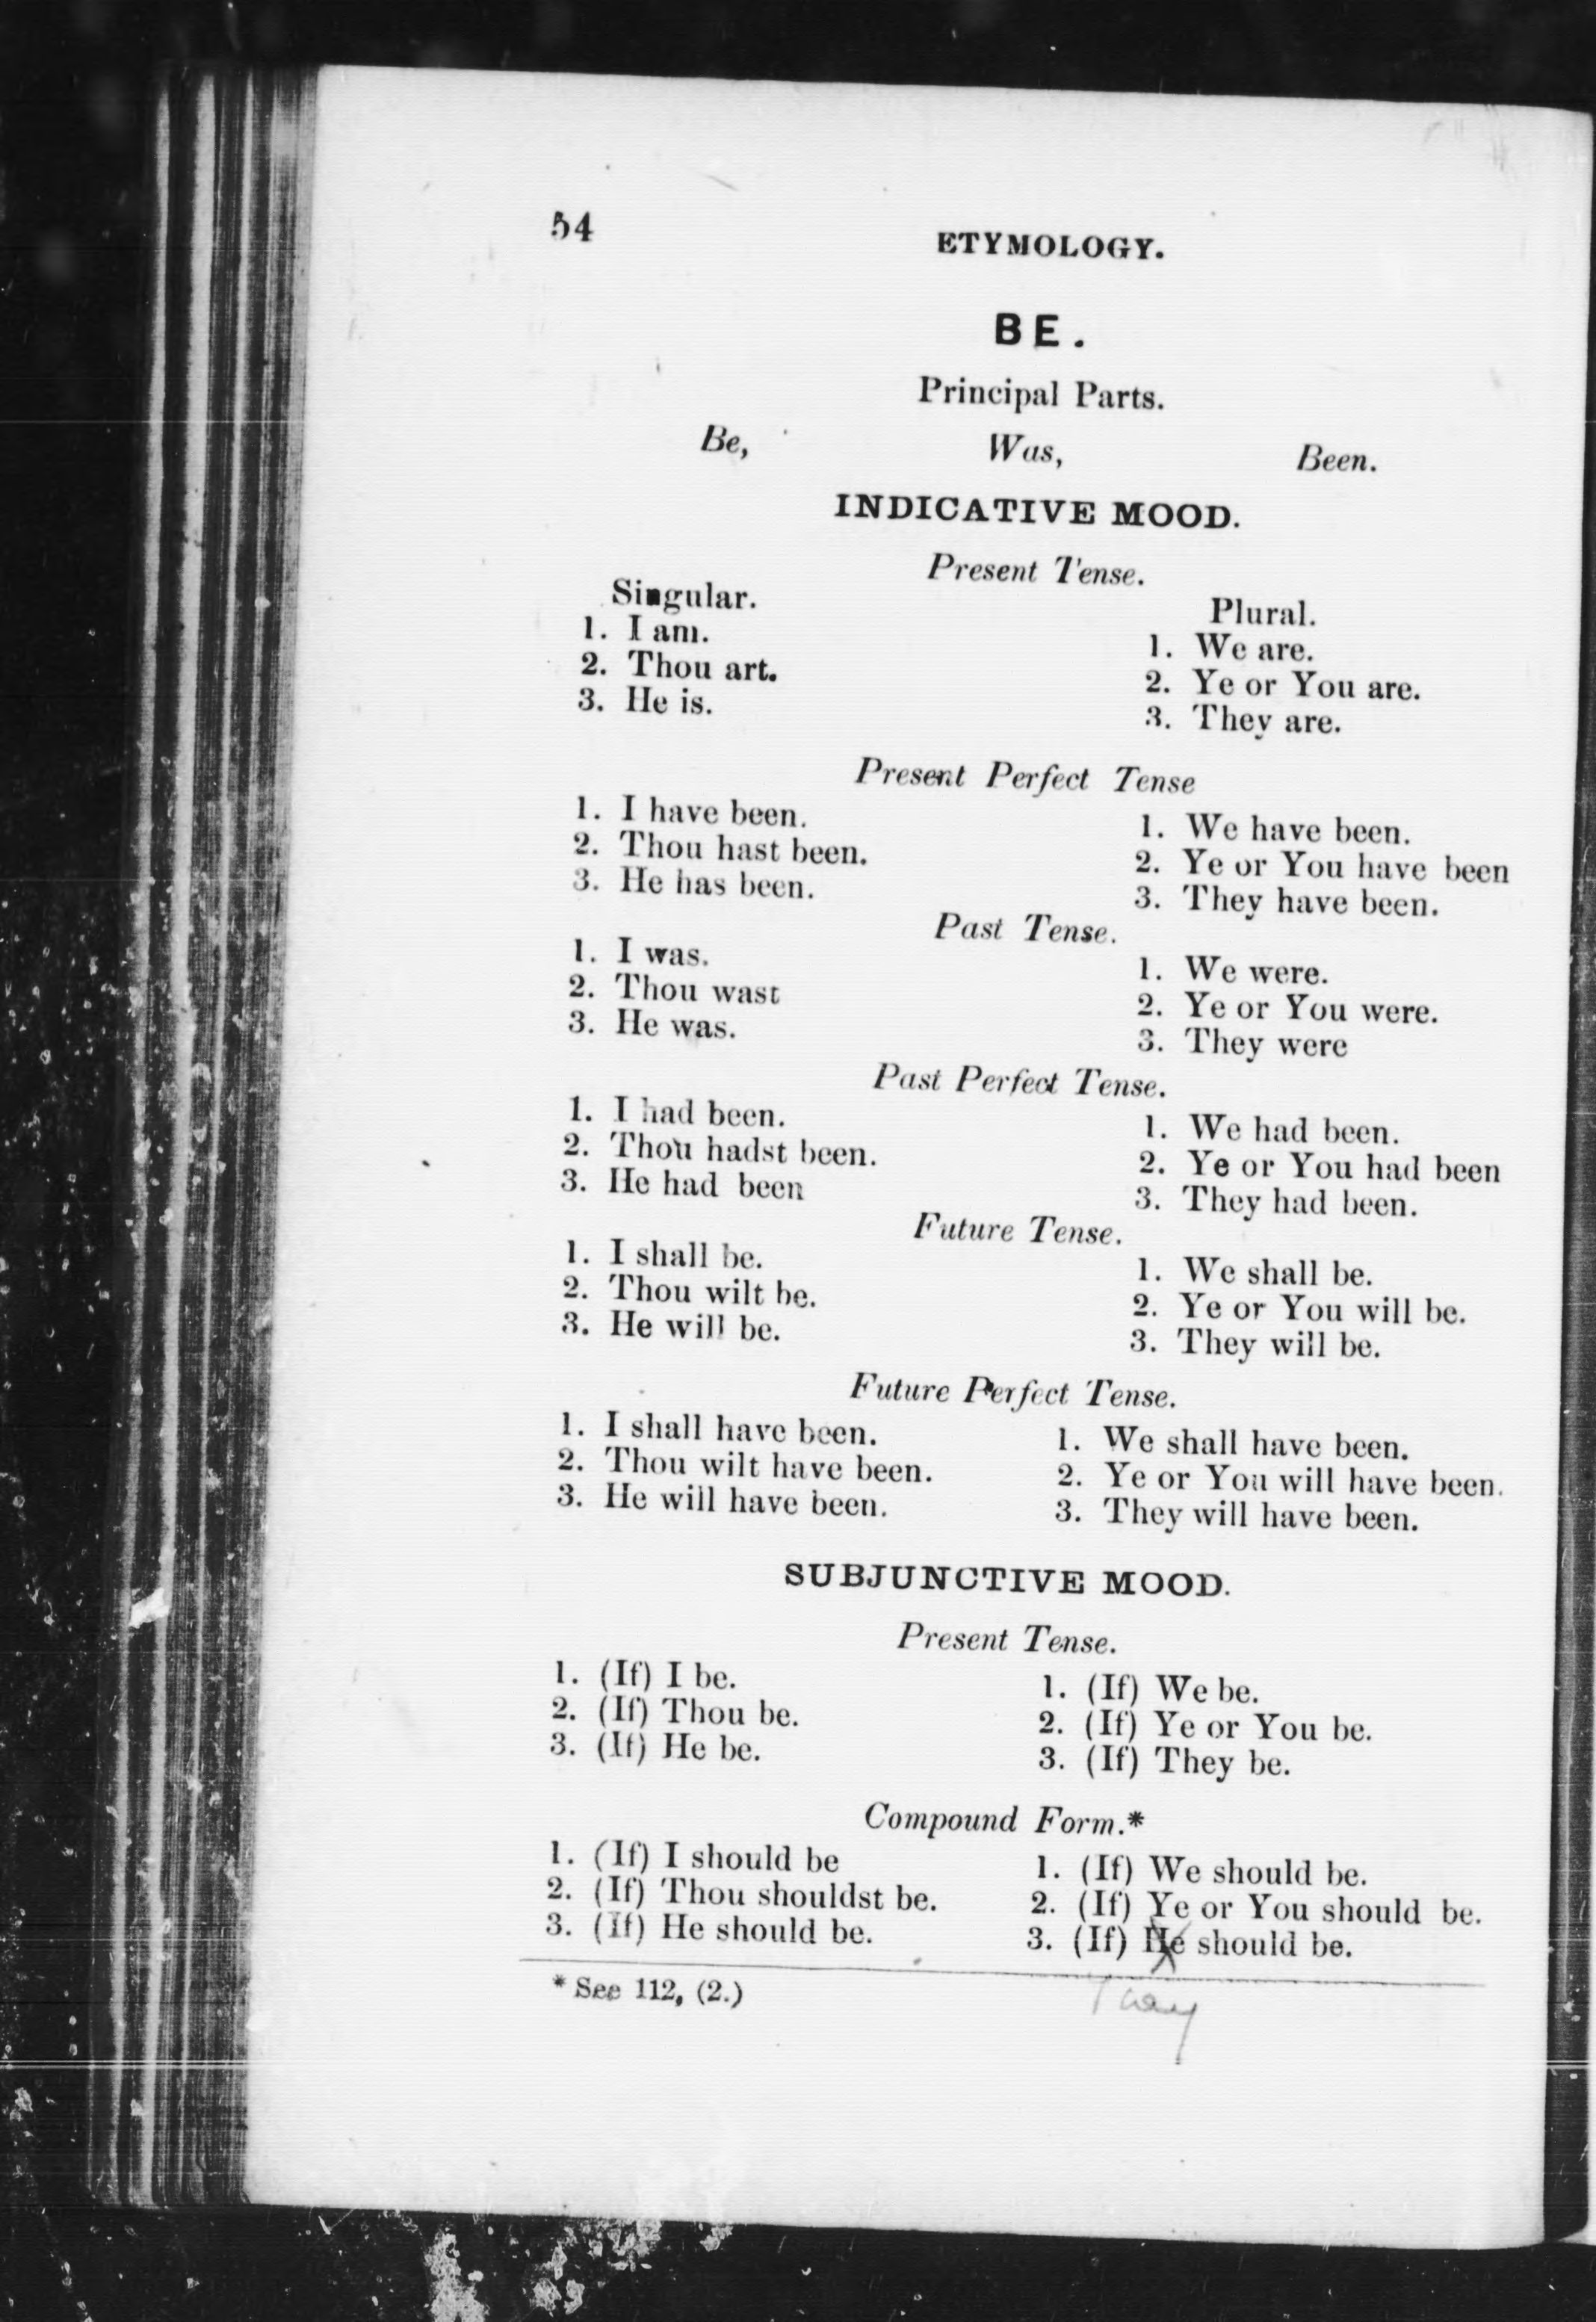 54
ETYMOLOGY.
BE.
Principal Parts.
Be, Was, Been.
INDICATIVE MOOD.
Present Tense.
Singular. Plural.
1. I am. 1. We are.
2. Thou art. 2. Ye or You are.
3. He is. 3. They are.
Present Perfect Tense
1. I have been. 1. We have been.
2. Thou hast been. 2. Ye or You have been
3. He has been. 3. They have been.
Past Tense.
1. I was. 1. We were.
2. Thou wast 2. Ye or You were.
3. He was. 3. They were
Past Perfect Tense.
1. I had been. 1. We had been.
2. Thou hadst been. 2. Ye or You had been
3. He had been 3. They had been.
Future Tense.
1. I shall be. 1. We shall be.
2. Thou wilt be. 2. Ye or You will be.
3. He will be. 3. They will be.
Future Perfect Tense.
1. I shall have been. 1. We shall have been.
2. Thou wilt have been. 2. Ye or You will have been.
3. He will have been. 3. They will have been.
SUBJUNCTIVE MOOD.
Present Tense.
1. (If) I be. 1. (If) We be.
2. (If) Thou be. 2. (If) Ye or You be.
3. (If) He be. 3. (If) They be.
Compound Form.*
1. (If) I should be 1. (If) We should be.
2. (If) Thou shouldst be. 2. (If) Ye or You should be.
3. (If) He should be. 3. (If) He should be.
* See 112, (2.)
They